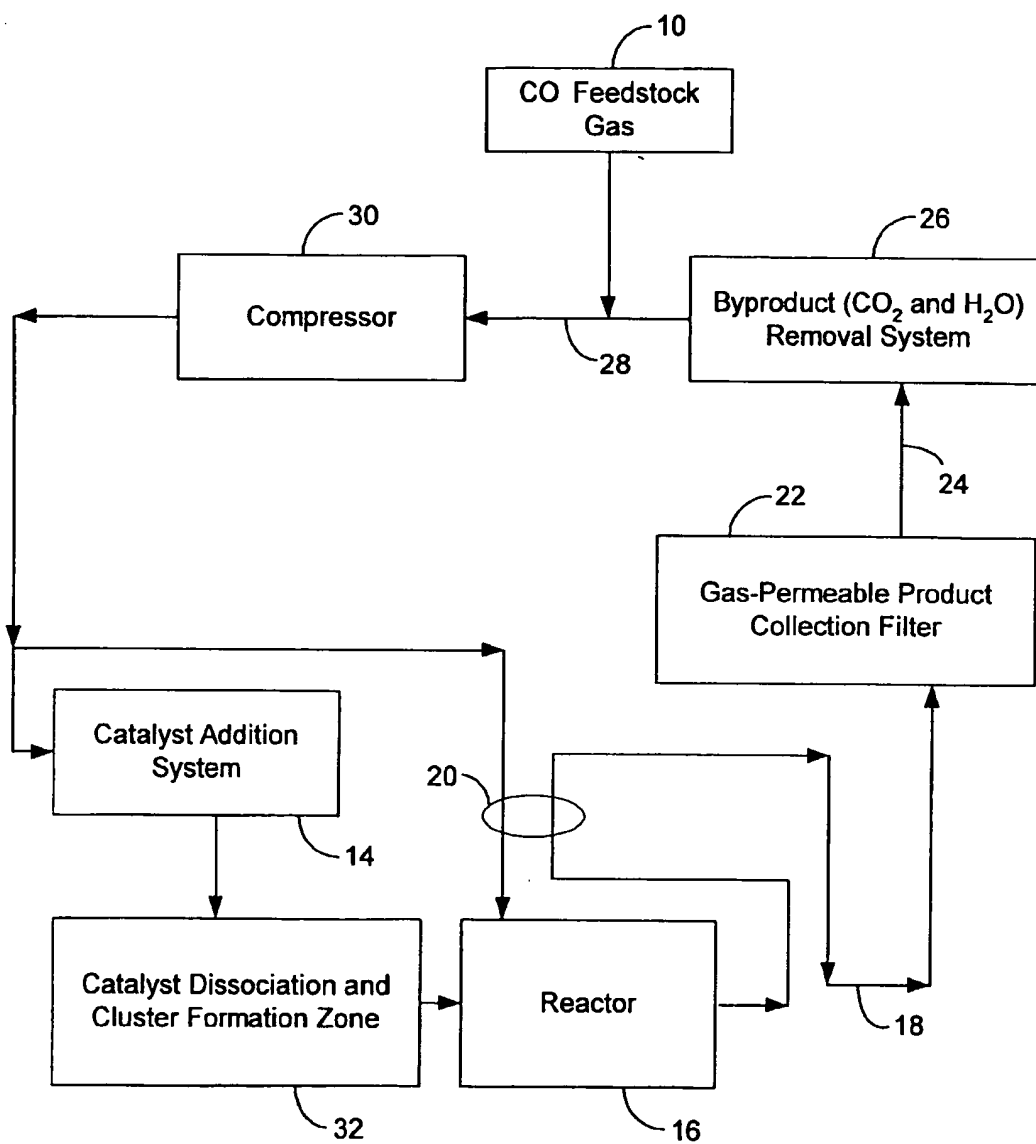 10
CO Feedstock
Gas
30
26
Compressor
Byproduct (CO₂ and H₂O)
Removal System
28
24
22
Gas-Permeable Product
Collection Filter
Catalyst Addition
System
20
14
18
Catalyst Dissociation and
Cluster Formation Zone
Reactor
32
16